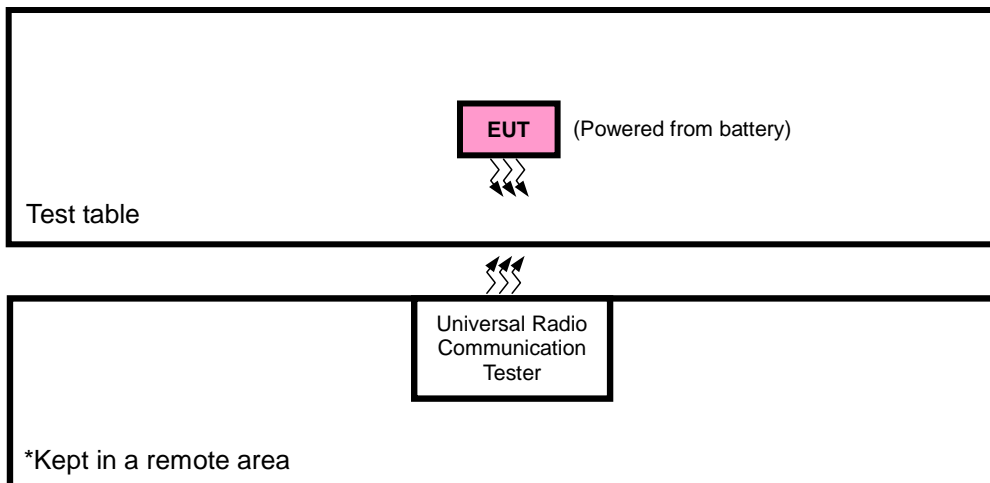 EUT
(Powered from battery)
Test table
Universal Radio
Communication
Tester
*Kept in a remote area